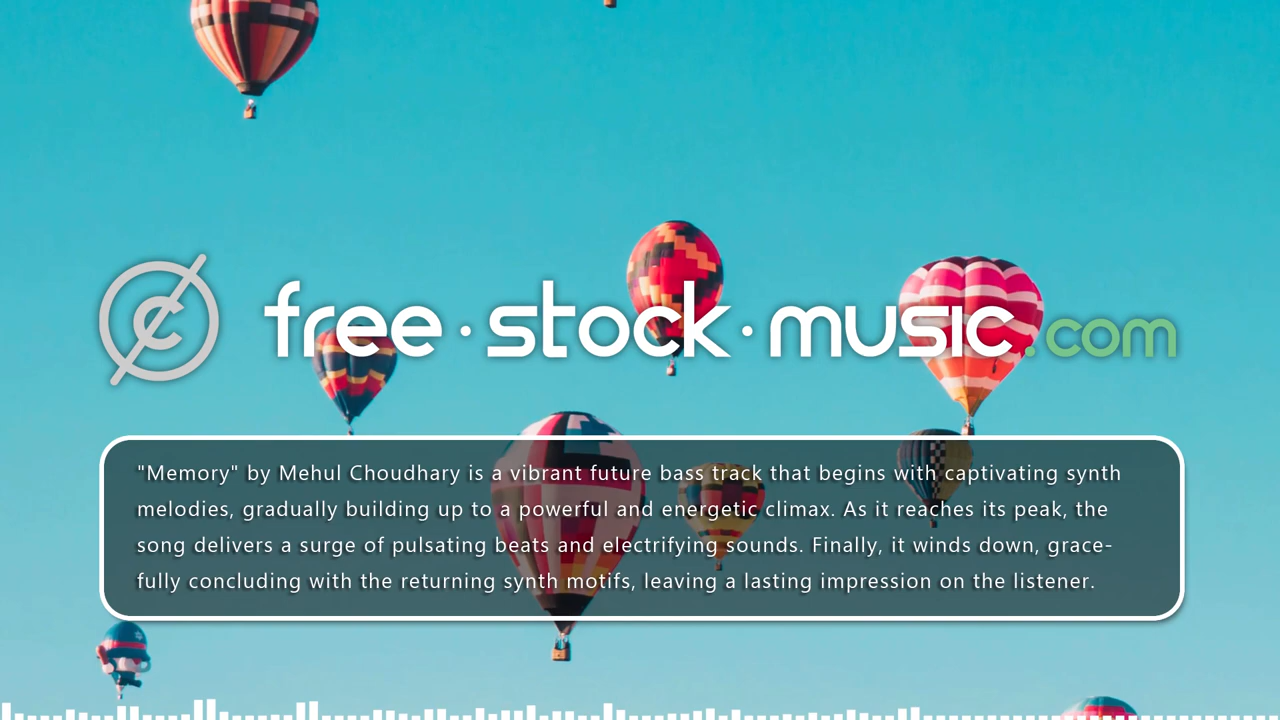 free·stock·music.com
"Memory" by Mehul Choudhary is a vibrant future bass track that begins with captivating synth
melodies, gradually building up to a powerful and energetic climax. As it reaches its peak, the
song delivers a surge of pulsating beats and electrifying sounds. Finally, it winds down, grace-
fully concluding with the returning synth motifs, leaving a lasting impression on the listener.